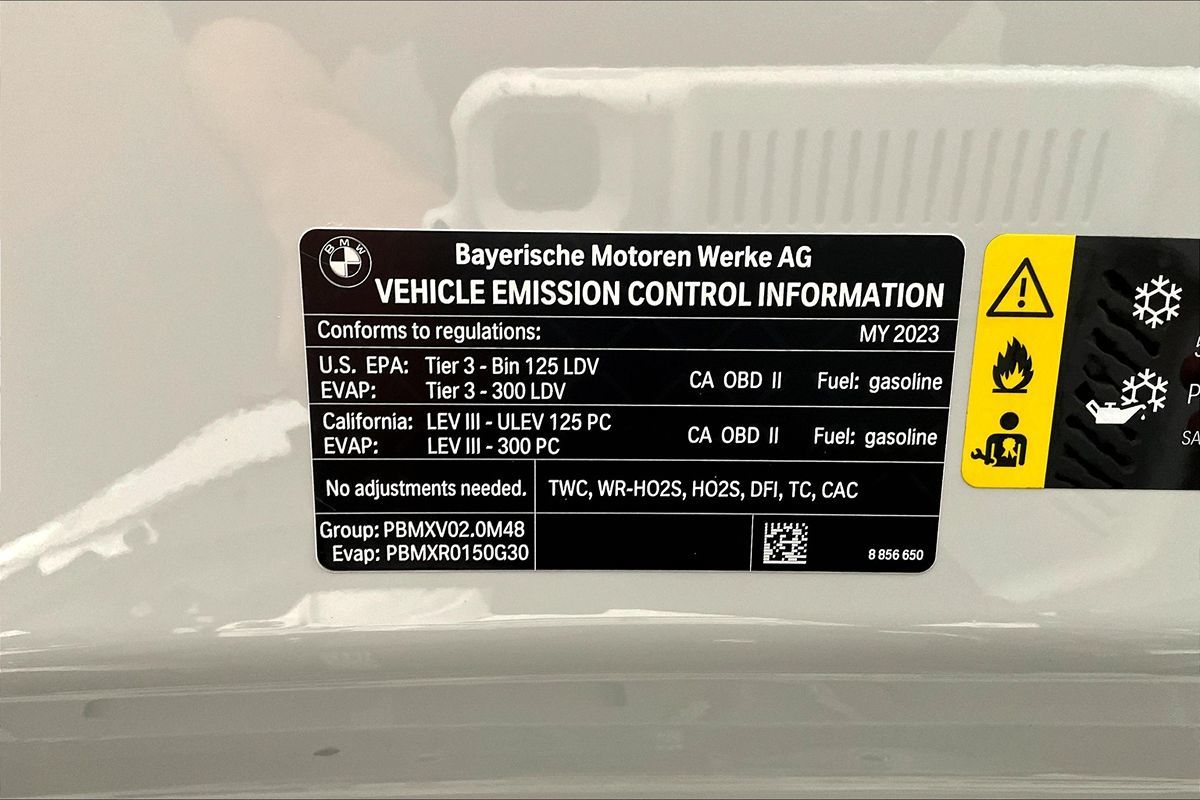 BMW
Bayerische Motoren Werke AG
VEHICLE EMISSION CONTROL INFORMATION
Conforms to regulations: MY 2023
U.S. EPA: Tier 3 - Bin 125 LDV
EVAP: Tier 3 - 300 LDV
CA OBD II Fuel: gasoline
California: LEV III - ULEV 125 PC
EVAP: LEV III - 300 PC
CA OBD II Fuel: gasoline
No adjustments needed. TWC, WR-HO2S, HO2S, DFI, TC, CAC
Group: PBMXV02.0M48
Evap: PBMXR0150G30
8 856 650